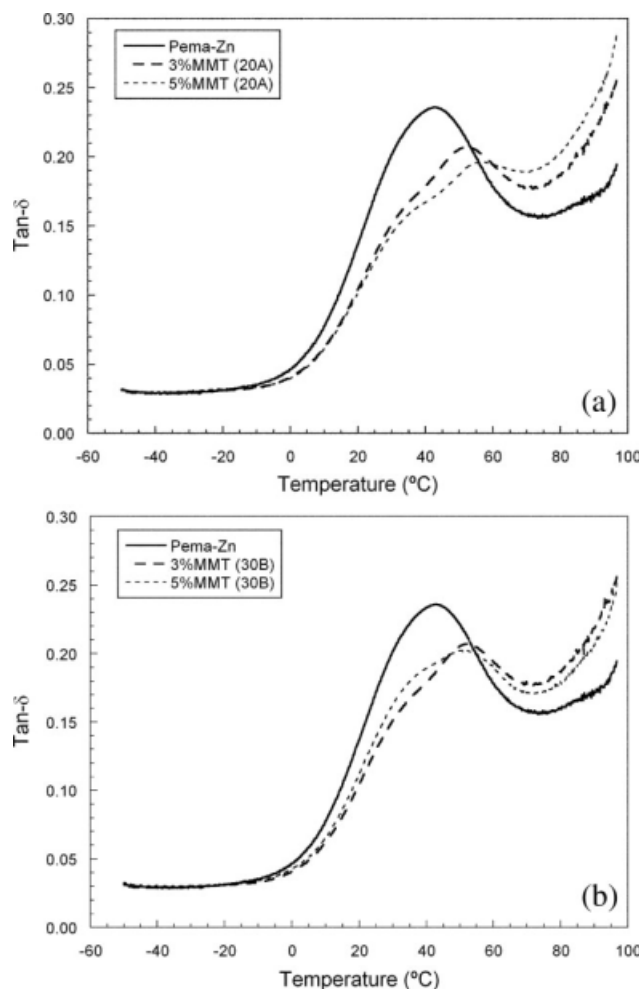 0.30
Pema-Zn
3%MMT (20A)
5%MMT (20A)
0.25
0.20
Tan-δ
0.15
0.10
0.05
0.00
(a)
-60 -40 -20 0 20 40 60 80 100
Temperature (ºC)
0.30
Pema-Zn
3%MMT (30B)
5%MMT (30B)
0.25
0.20
Tan-δ
0.15
0.10
0.05
0.00
(b)
-60 -40 -20 0 20 40 60 80 100
Temperature (ºC)